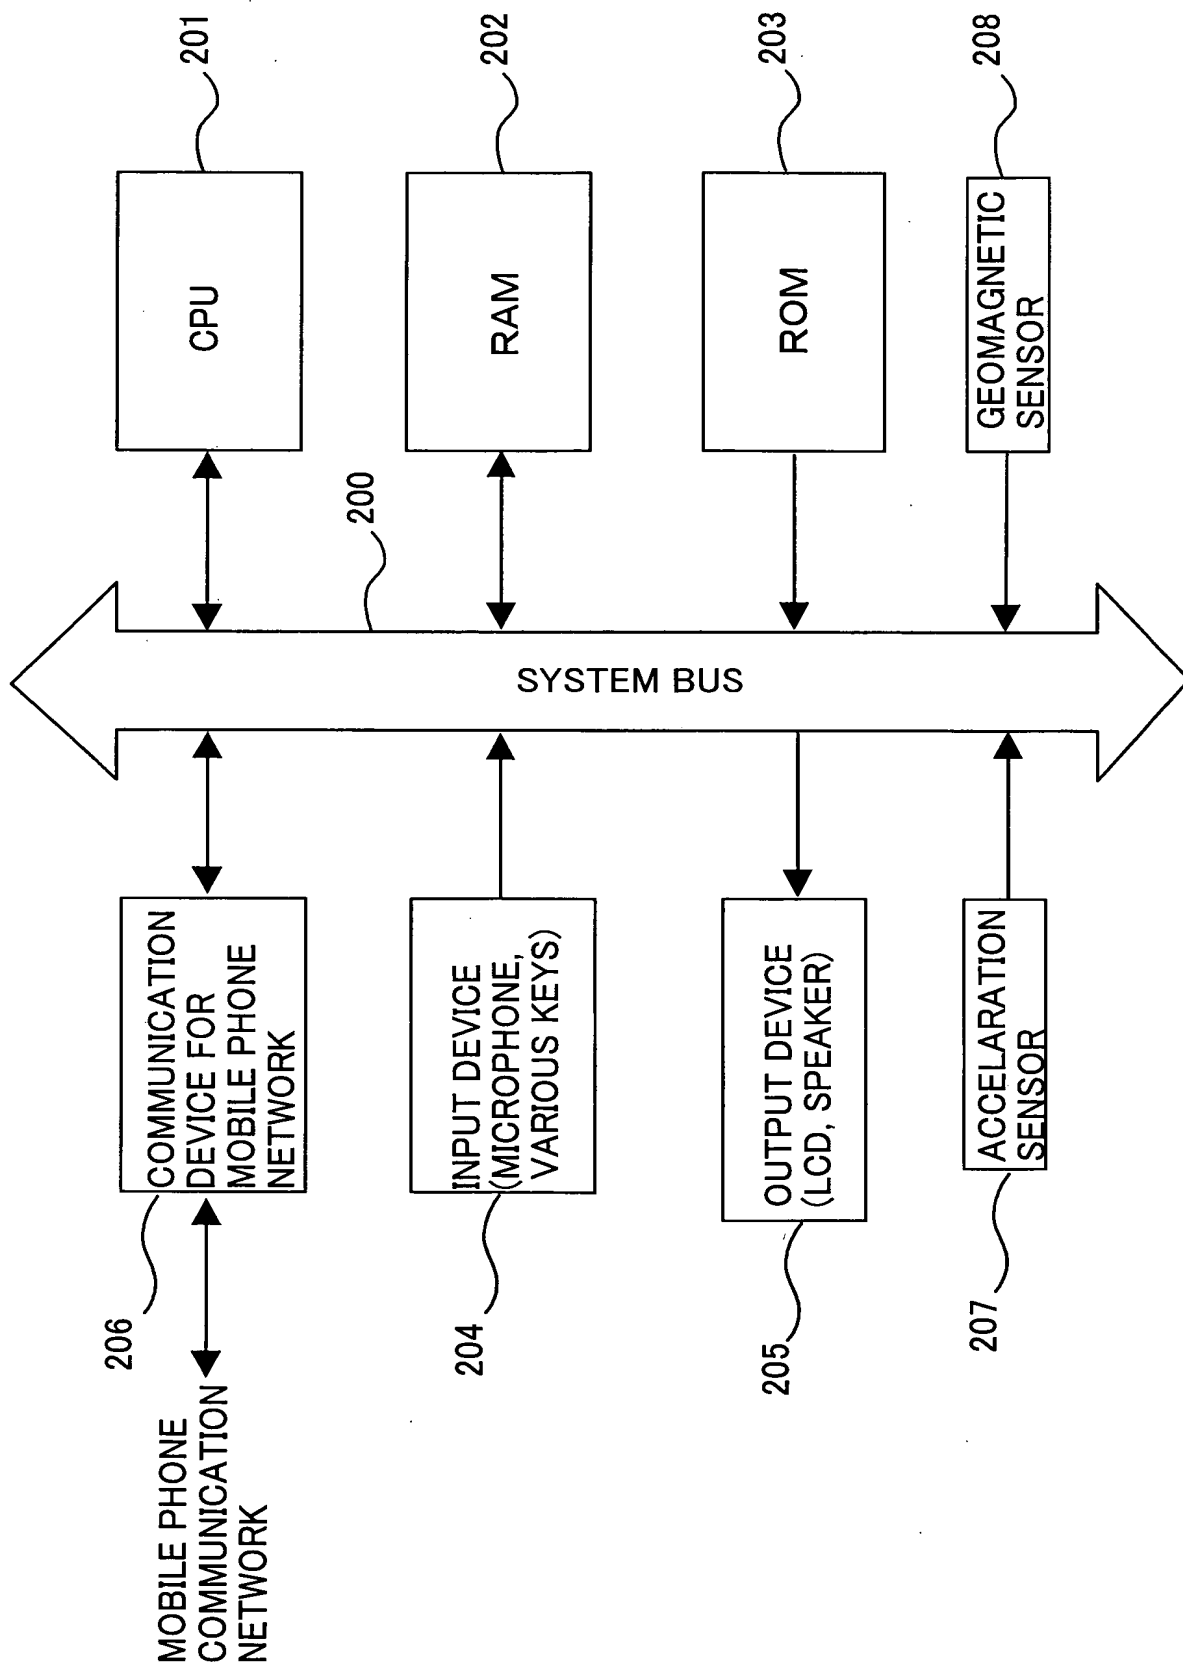 201
CPU
202
RAM
203
ROM
208
GEOMAGNETIC
SENSOR
200
SYSTEM BUS
COMMUNICATION
DEVICE FOR
MOBILE PHONE
NETWORK
206
INPUT DEVICE
(MICROPHONE,
VARIOUS KEYS)
204
OUTPUT DEVICE
(LCD, SPEAKER)
205
ACCELARATION
SENSOR
207
MOBILE PHONE
COMMUNICATION
NETWORK